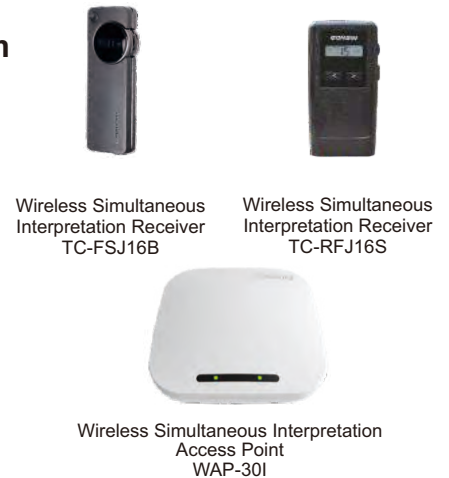 n
Wireless Simultaneous
Interpretation Receiver
TC-FSJ16B
Wireless Simultaneous
Interpretation Receiver
TC-RFJ16S
Wireless Simultaneous Interpretation
Access Point
WAP-30I